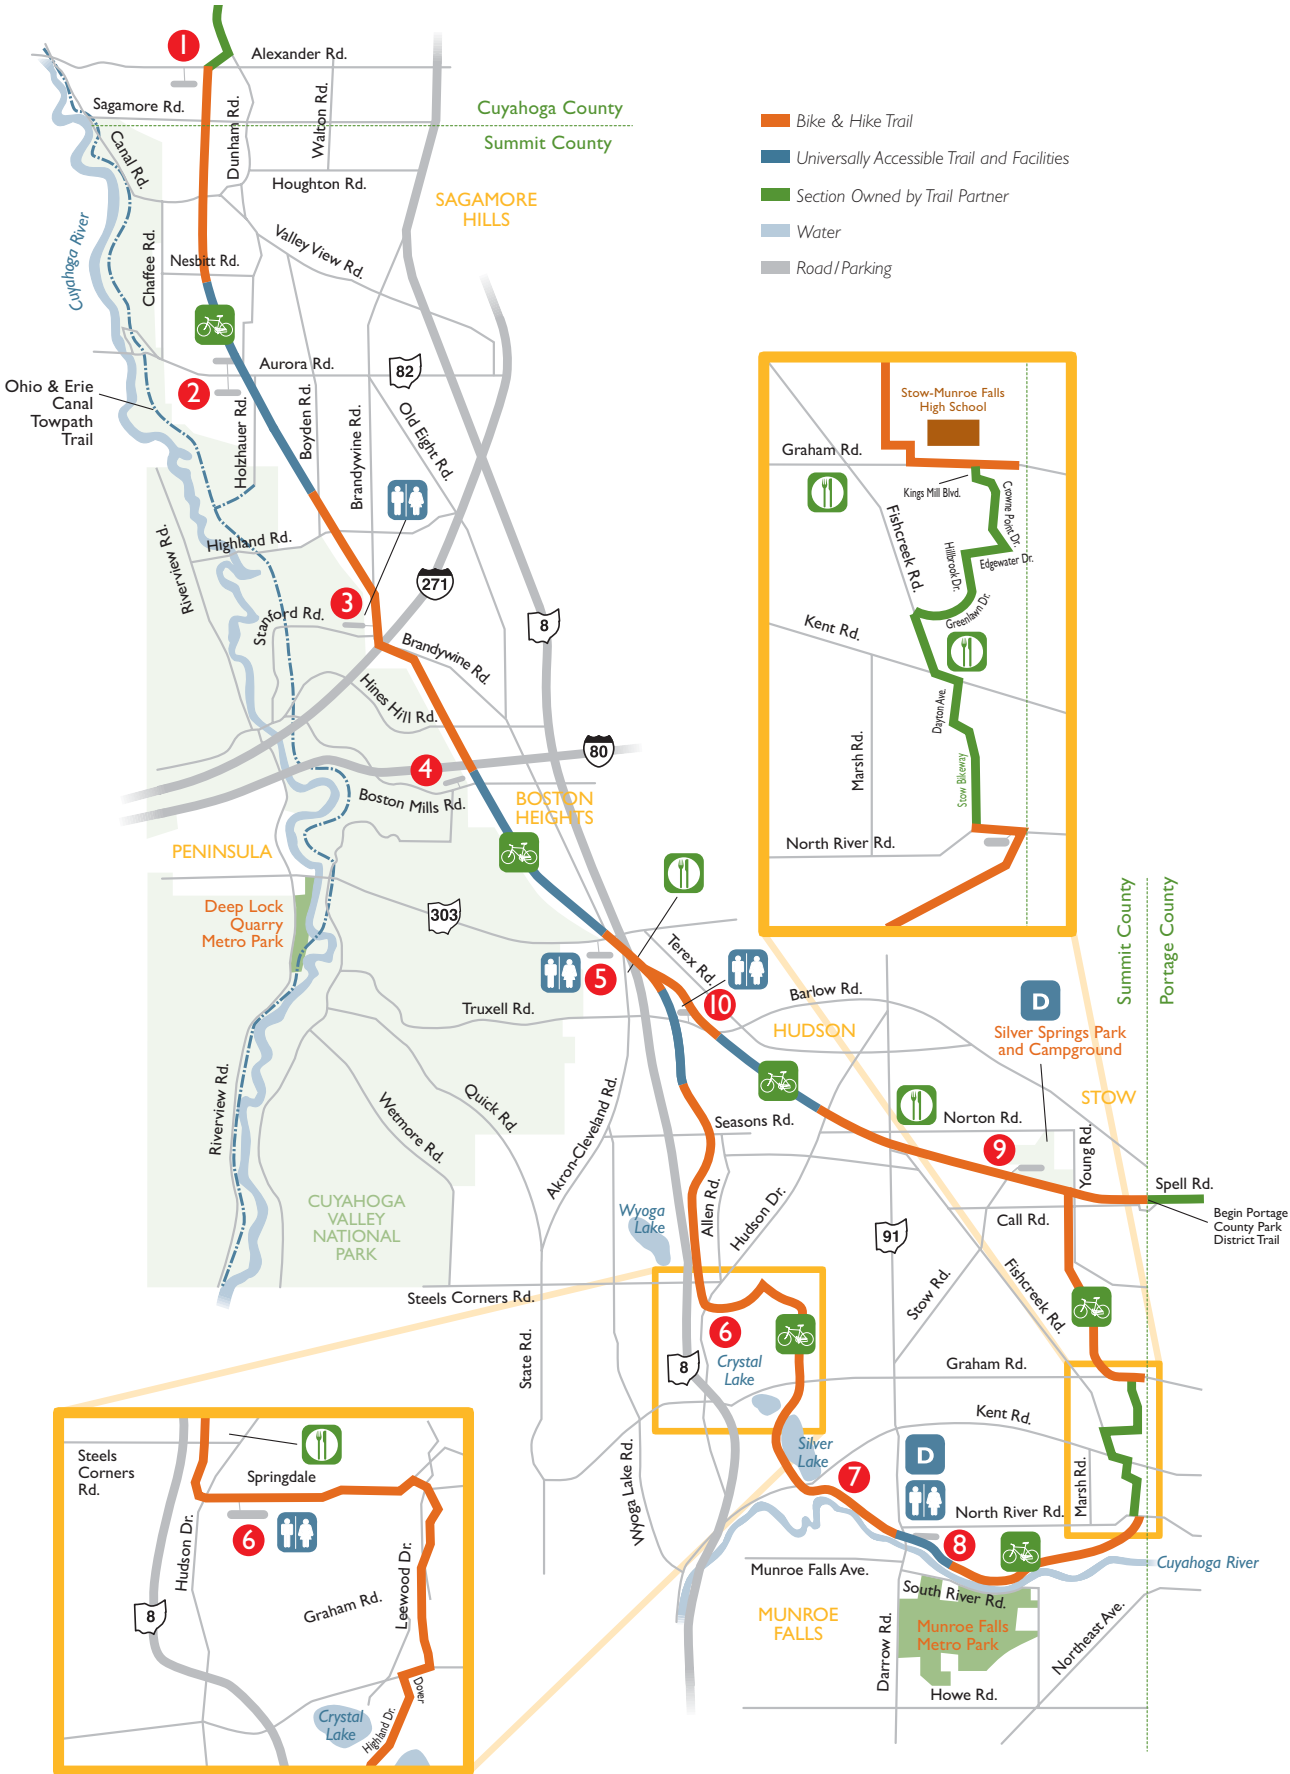 1
Alexander Rd.
Sagamore Rd.
Canal Rd.
Dunham Rd.
Walton Rd.
Cuyahoga County
Summit County
Houghton Rd.
SAGAMORE
HILLS
Bike & Hike Trail
Universally Accessible Trail and Facilities
Section Owned by Trail Partner
Water
Road/Parking
Cuyahoga River
Chaffee Rd.
Nesbitt Rd.
Valley View Rd.
Aurora Rd.
82
2
Ohio & Erie
Canal
Towpath
Trail
Holzhauer Rd.
Boyden Rd.
Brandywine Rd.
Old Eight Rd.
Riverview Rd.
Highland Rd.
271
3
Stanford Rd.
8
Brandywine Rd.
Hines Hill Rd.
80
4
Boston Mills Rd.
BOSTON
HEIGHTS
PENINSULA
Deep Lock
Quarry
Metro Park
303
5
Terex Rd.
10
Truxell Rd.
Barlow Rd.
HUDSON
Stow-Munroe Falls
High School
Graham Rd.
Kings Mill Blvd.
Crowne Point Dr.
Fishcreek Rd.
Hillbrook Dr.
Edgewater Dr.
Greenlawn Dr.
Kent Rd.
Dayton Ave.
Marsh Rd.
Stow Bikeway
North River Rd.
Summit County
Portage County
D
Silver Springs Park
and Campground
STOW
Riverview Rd.
Wetmore Rd.
Quick Rd.
Akron-Cleveland Rd.
Seasons Rd.
Norton Rd.
9
Young Rd.
Spell Rd.
Begin Portage
County Park
District Trail
CUYAHOGA
VALLEY
NATIONAL
PARK
Wyoga
Lake
Allen Rd.
Hudson Dr.
91
Call Rd.
Stow Rd.
Fishcreek Rd.
Steels Corners Rd.
State Rd.
6
8
Crystal
Lake
Graham Rd.
Kent Rd.
Silver
Lake
Wyoga Lake Rd.
7
D
Marsh Rd.
North River Rd.
8
Cuyahoga River
Munroe Falls Ave.
South River Rd.
MUNROE
FALLS
Darrow Rd.
Munroe Falls
Metro Park
Northeast Ave.
Howe Rd.
Steels
Corners
Rd.
Springdale
6
Hudson Dr.
8
Graham Rd.
Leewood Dr.
Dover
Highland Dr.
Crystal
Lake